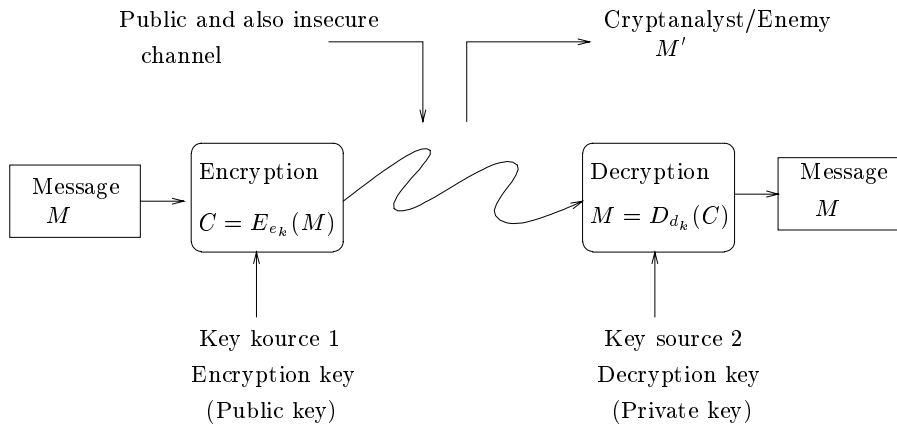 Public and also insecure
channel
Cryptanalyst/Enemy
M′
Message
M
Encryption
C = E_{e_k}(M)
Decryption
M = D_{d_k}(C)
Message
M
Key kource 1
Encryption key
(Public key)
Key source 2
Decryption key
(Private key)